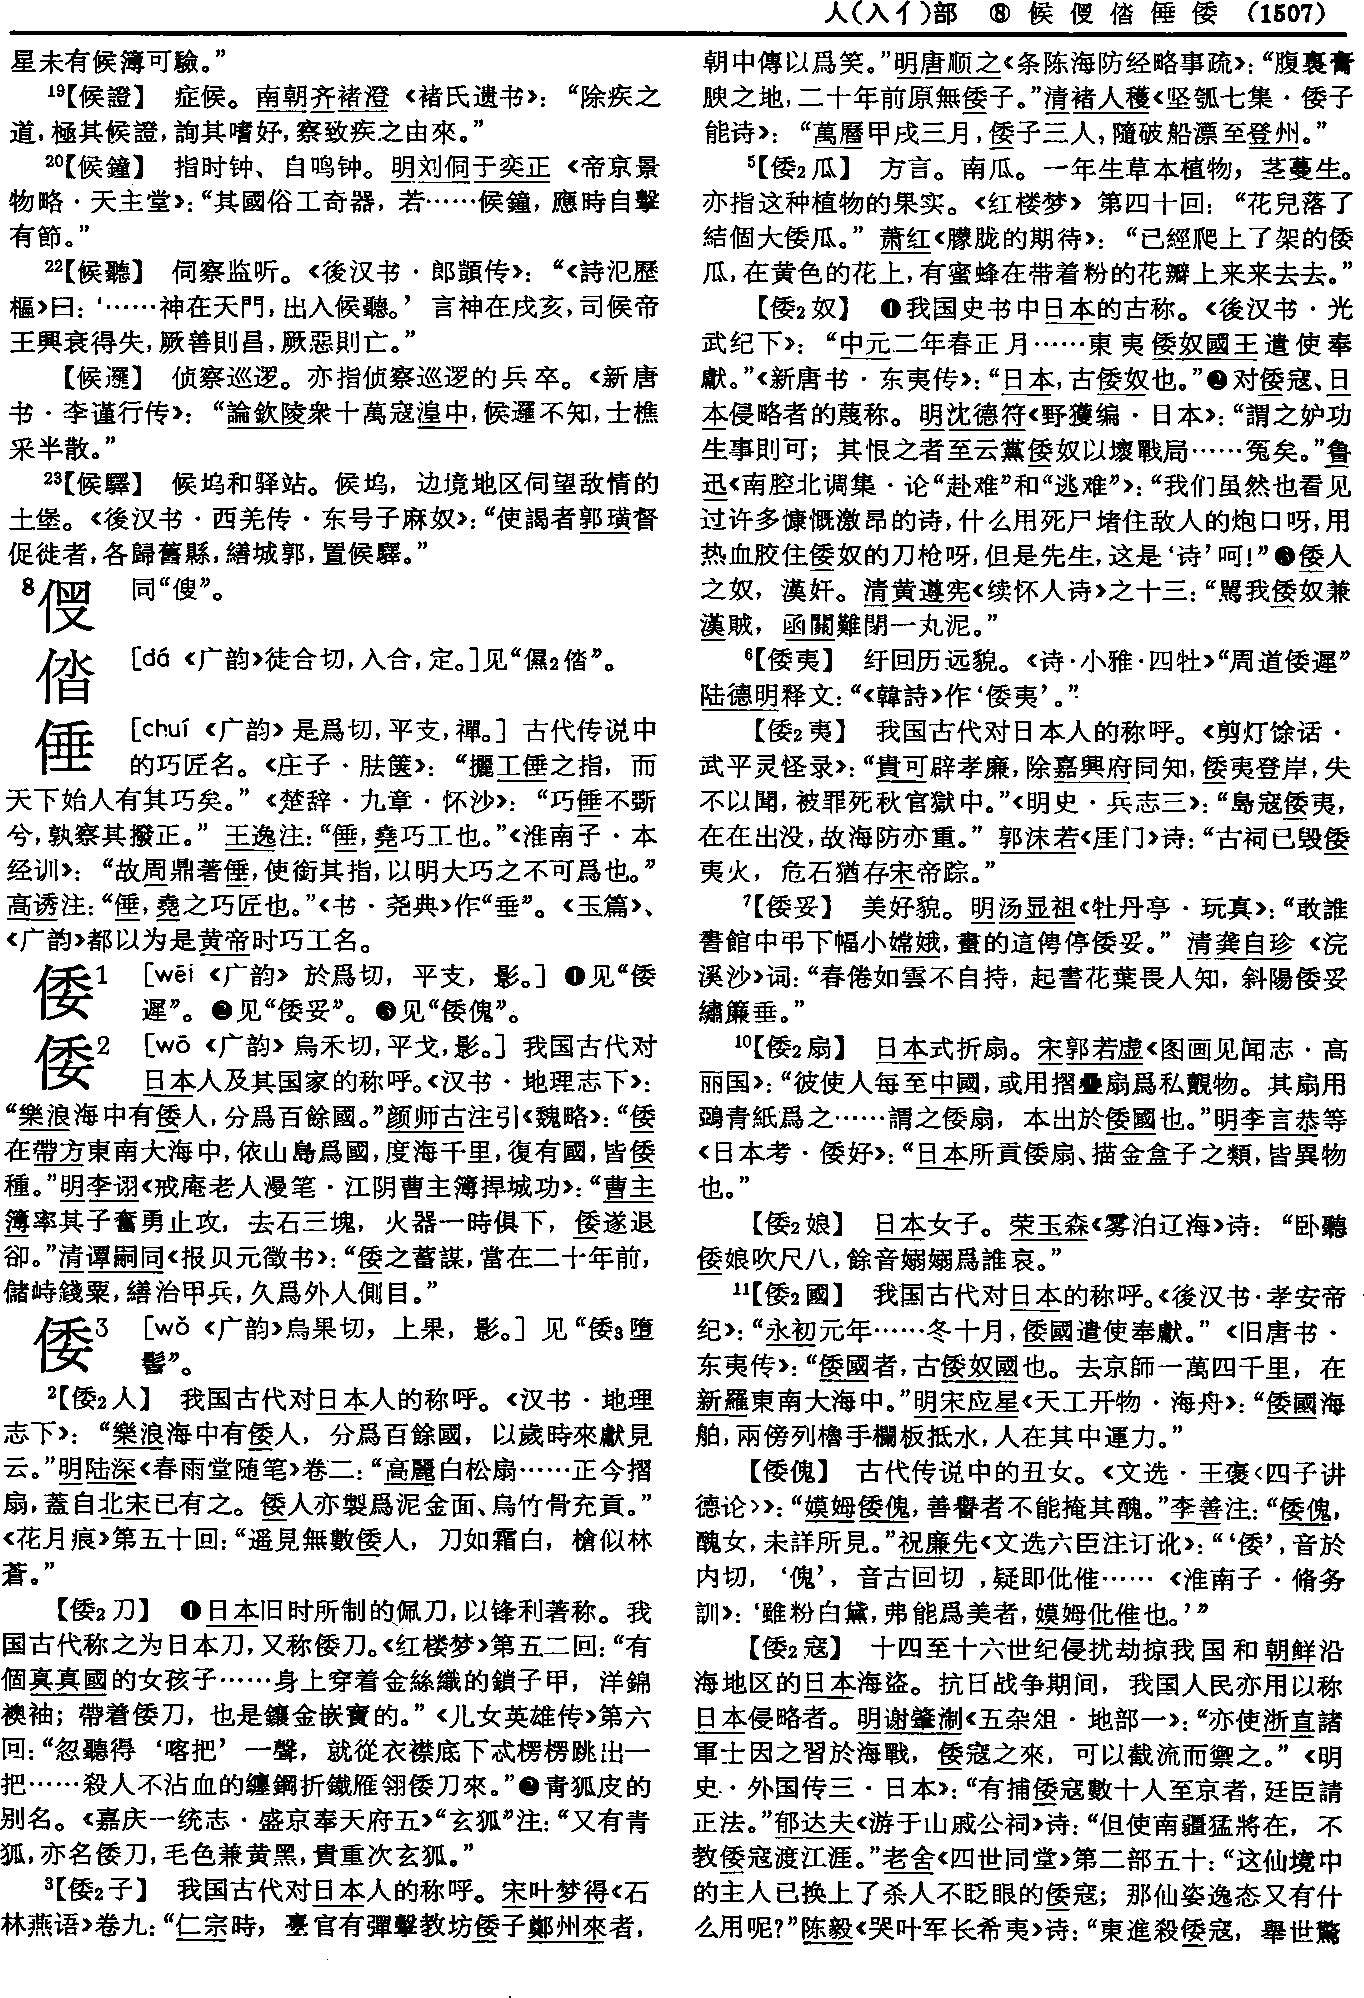 人(入亻)部　⑧ 候 偄 偺 倕 倭　(1507)
星未有候簿可驗。”
¹⁹【候證】　症候。南朝齐褚澄《褚氏遗书》：“除疾之
道，極其候證，詢其嗜好，察致疾之由來。”
²⁰【候鐘】　指时钟、自鸣钟。明刘侗于奕正《帝京景
物略·天主堂》：“其國俗工奇器，若……候鐘，應時自擊
有節。”
²²【候聽】　伺察监听。《後汉书·郎顗传》：“《詩氾歷
樞》曰：‘……神在天門，出入候聽。’言神在戌亥，司候帝
王興衰得失，厥善則昌，厥惡則亡。”
【候邏】　侦察巡逻。亦指侦察巡逻的兵卒。《新唐
书·李谨行传》：“論欽陵衆十萬寇湟中，候邏不知，士樵
采半散。”
²³【候驛】　候坞和驿站。候坞，边境地区伺望敌情的
土堡。《後汉书·西羌传·东号子麻奴》：“使謁者郭璜督
促徙者，各歸舊縣，繕城郭，置候驛。”
⁸　同“傁”。
[dá《广韵》徒合切，入合，定。]见“儑₂偺”。
倕　[chuí《广韵》是爲切，平支，禪。]古代传说中
的巧匠名。《庄子·胠箧》：“攦工倕之指，而
天下始人有其巧矣。”《楚辞·九章·怀沙》：“巧倕不斲
兮，孰察其撥正。”王逸注：“倕，堯巧工也。”《淮南子·本
经训》：“故周鼎著倕，使銜其指，以明大巧之不可爲也。”
高诱注：“倕，堯之巧匠也。”《书·尧典》作“垂”。《玉篇》、
《广韵》都以为是黄帝时巧工名。
倭1　[wēi《广韵》於爲切，平支，影。]❶见“倭
遲”。❷见“倭妥”。❸见“倭傀”。
倭2　[wō《广韵》烏禾切，平戈，影。]我国古代对
日本人及其国家的称呼。《汉书·地理志下》：
“樂浪海中有倭人，分爲百餘國。”颜师古注引《魏略》：“倭
在帶方東南大海中，依山島爲國，度海千里，復有國，皆倭
種。”明李诩《戒庵老人漫笔·江阴曹主簿捍城功》：“曹主
簿率其子奮勇止攻，去石三塊，火器一時俱下，倭遂退
卻。”清谭嗣同《报贝元徵书》：“倭之蓄謀，當在二十年前，
儲峙錢粟，繕治甲兵，久爲外人側目。”
倭3　[wǒ《广韵》烏果切，上果，影。]见“倭₃墮
髻”。
²【倭₂人】　我国古代对日本人的称呼。《汉书·地理
志下》：“樂浪海中有倭人，分爲百餘國，以歲時來獻見
云。”明陆深《春雨堂随笔》卷二：“高麗白松扇……正今摺
扇，蓋自北宋已有之。倭人亦製爲泥金面、烏竹骨充貢。”
《花月痕》第五十回：“遥見無數倭人，刀如霜白，槍似林
蒼。”
【倭₂刀】　❶日本旧时所制的佩刀，以锋利著称。我
国古代称之为日本刀，又称倭刀。《红楼梦》第五二回：“有
個真真國的女孩子……身上穿着金絲織的鎖子甲，洋錦
襖袖；帶着倭刀，也是鑲金嵌寶的。”《儿女英雄传》第六
回：“忽聽得‘喀把’一聲，就從衣襟底下忒楞楞跳出一
把……殺人不沾血的纏鋼折鐵雁翎倭刀來。”❷青狐皮的
别名。《嘉庆一统志·盛京奉天府五》“玄狐”注：“又有青
狐，亦名倭刀，毛色兼黄黑，貴重次玄狐。”
³【倭₂子】　我国古代对日本人的称呼。宋叶梦得《石
林燕语》卷九：“仁宗時，臺官有彈擊教坊倭子鄭州來者，
朝中傳以爲笑。”明唐顺之《条陈海防经略事疏》：“腹裏膏
腴之地，二十年前原無倭子。”清褚人穫《坚瓠七集·倭子
能诗》：“萬曆甲戌三月，倭子三人，隨破船漂至登州。”
⁵【倭₂瓜】　方言。南瓜。一年生草本植物，茎蔓生。
亦指这种植物的果实。《红楼梦》第四十回：“花兒落了
結個大倭瓜。”萧红《朦胧的期待》：“已經爬上了架的倭
瓜，在黄色的花上，有蜜蜂在带着粉的花瓣上来来去去。”
【倭₂奴】　❶我国史书中日本的古称。《後汉书·光
武纪下》：“中元二年春正月……東夷倭奴國王遣使奉
獻。”《新唐书·东夷传》：“日本，古倭奴也。”❷对倭寇、日
本侵略者的蔑称。明沈德符《野獲编·日本》：“謂之妒功
生事則可；其恨之者至云黨倭奴以壞戰局……冤矣。”鲁
迅《南腔北调集·论“赴难”和“逃难”》：“我们虽然也看见
过许多慷慨激昂的诗，什么用死尸堵住敌人的炮口呀，用
热血胶住倭奴的刀枪呀，但是先生，这是‘诗’呵！”❸倭人
之奴，漢奸。清黄遵宪《续怀人诗》之十三：“罵我倭奴兼
漢賊，函關難閉一丸泥。”
⁶【倭夷】　纡回历远貌。《诗·小雅·四牡》“周道倭遲”
陆德明释文：“《韓詩》作‘倭夷’。”
【倭₂夷】　我国古代对日本人的称呼。《剪灯馀话·
武平灵怪录》：“貴可辟孝廉，除嘉興府同知，倭夷登岸，失
不以聞，被罪死秋官獄中。”《明史·兵志三》：“島寇倭夷，
在在出没，故海防亦重。”郭沫若《厓门》诗：“古祠已毁倭
夷火，危石猶存宋帝踪。”
⁷【倭妥】　美好貌。明汤显祖《牡丹亭·玩真》：“敢誰
書館中弔下幅小嫦娥，畫的這俜停倭妥。”清龚自珍《浣
溪沙》词：“春倦如雲不自持，起書花葉畏人知，斜陽倭妥
繡簾垂。”
¹⁰【倭₂扇】　日本式折扇。宋郭若虚《图画见闻志·高
丽国》：“彼使人每至中國，或用摺疊扇爲私覿物。其扇用
鵶青紙爲之……謂之倭扇，本出於倭國也。”明李言恭等
《日本考·倭好》：“日本所貢倭扇、描金盒子之類，皆異物
也。”
【倭₂娘】　日本女子。荣玉森《雾泊辽海》诗：“卧聽
倭娘吹尺八，餘音嫋嫋爲誰哀。”
¹¹【倭₂國】　我国古代对日本的称呼。《後汉书·孝安帝
纪》：“永初元年……冬十月，倭國遣使奉獻。”《旧唐书·
东夷传》：“倭國者，古倭奴國也。去京師一萬四千里，在
新羅東南大海中。”明宋应星《天工开物·海舟》：“倭國海
舶，兩傍列櫓手欄板抵水，人在其中運力。”
【倭傀】　古代传说中的丑女。《文选·王褒〈四子讲
德论〉》：“嫫姆倭傀，善譽者不能掩其醜。”李善注：“倭傀，
醜女，未詳所見。”祝廉先《文选六臣注订讹》：“‘倭’，音於
内切，‘傀’，音古回切，疑即仳倠……《淮南子·脩务
訓》：‘雖粉白黛，弗能爲美者，嫫姆仳倠也。’”
【倭₂寇】　十四至十六世纪侵扰劫掠我国和朝鲜沿
海地区的日本海盗。抗日战争期间，我国人民亦用以称
日本侵略者。明谢肇淛《五杂俎·地部一》：“亦使浙直諸
軍士因之習於海戰，倭寇之來，可以截流而禦之。”《明
史·外国传三·日本》：“有捕倭寇數十人至京者，廷臣請
正法。”郁达夫《游于山戚公祠》诗：“但使南疆猛將在，不
教倭寇渡江涯。”老舍《四世同堂》第二部五十：“这仙境中
的主人已换上了杀人不眨眼的倭寇；那仙姿逸态又有什
么用呢？”陈毅《哭叶军长希夷》诗：“東進殺倭寇，舉世驚